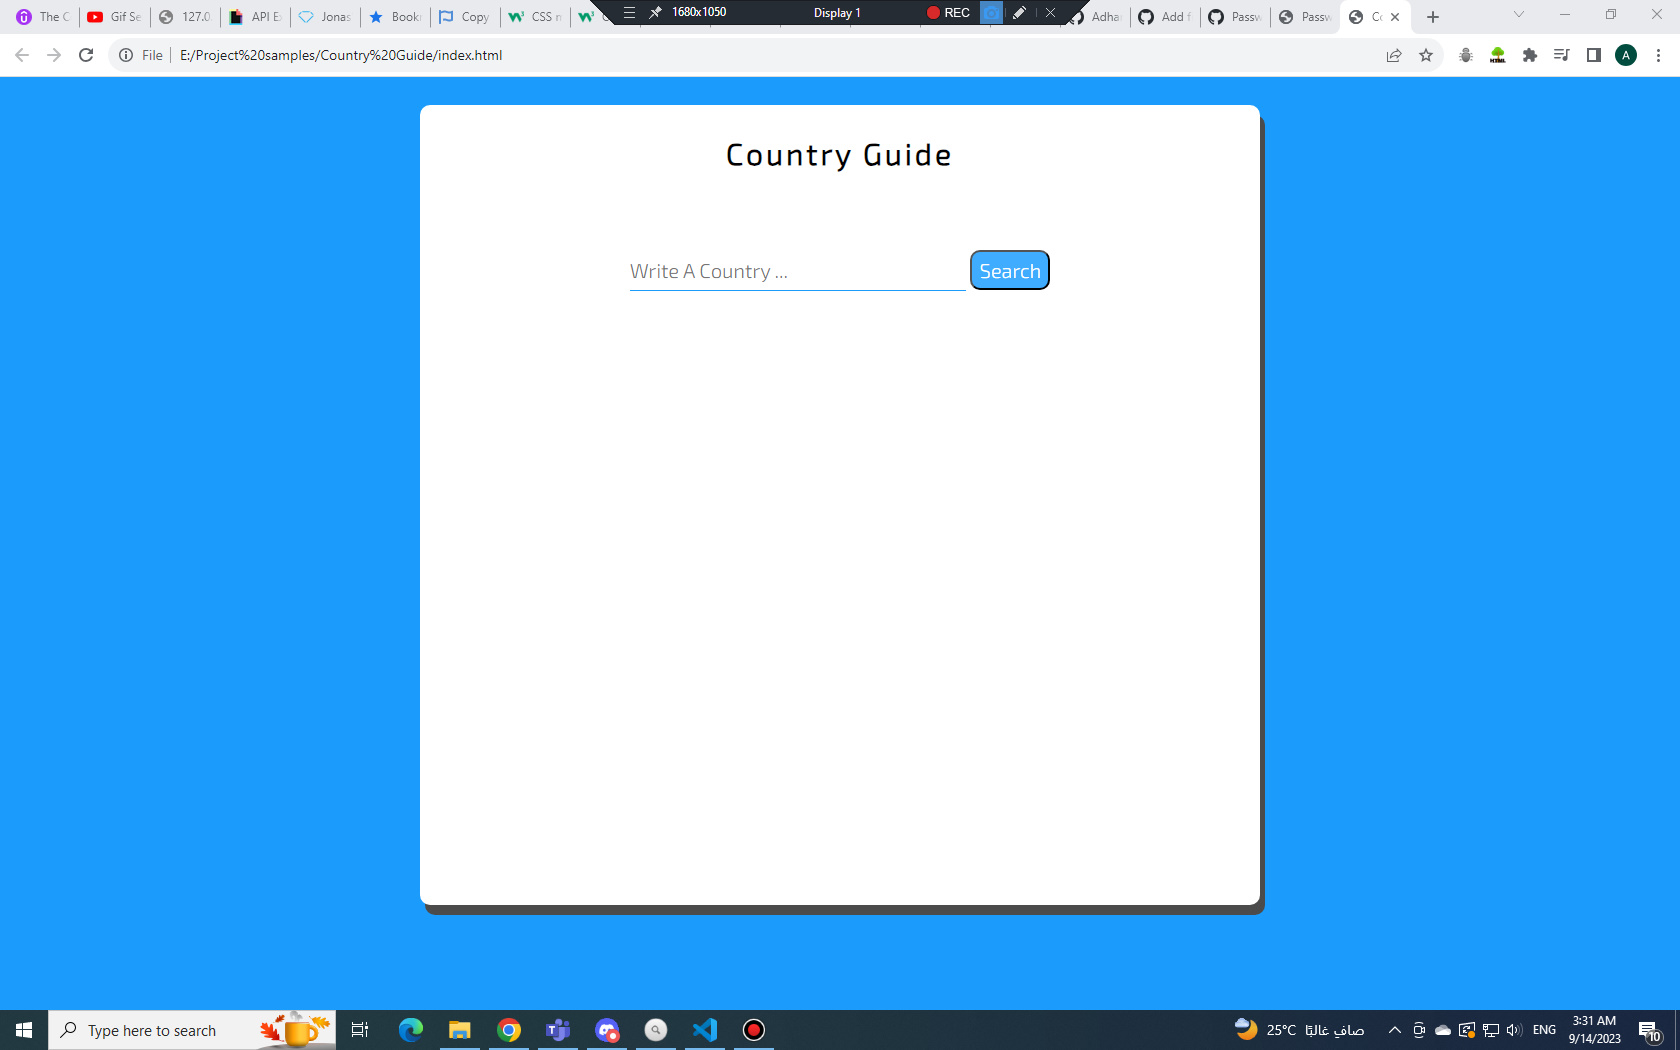 The C
Gif Se
127.0
API Ex
Jonas
Book
Copy
CSS n
1680x1050
Display 1
REC
Adha
Add f
Passw
Passw
Co
File
E:/Project%20samples/Country%20Guide/index.html
HTML
A
Country Guide
Write A Country ...
Search
Type here to search
25°C صافٍ غالبًا
ENG
3:31 AM
9/14/2023
10